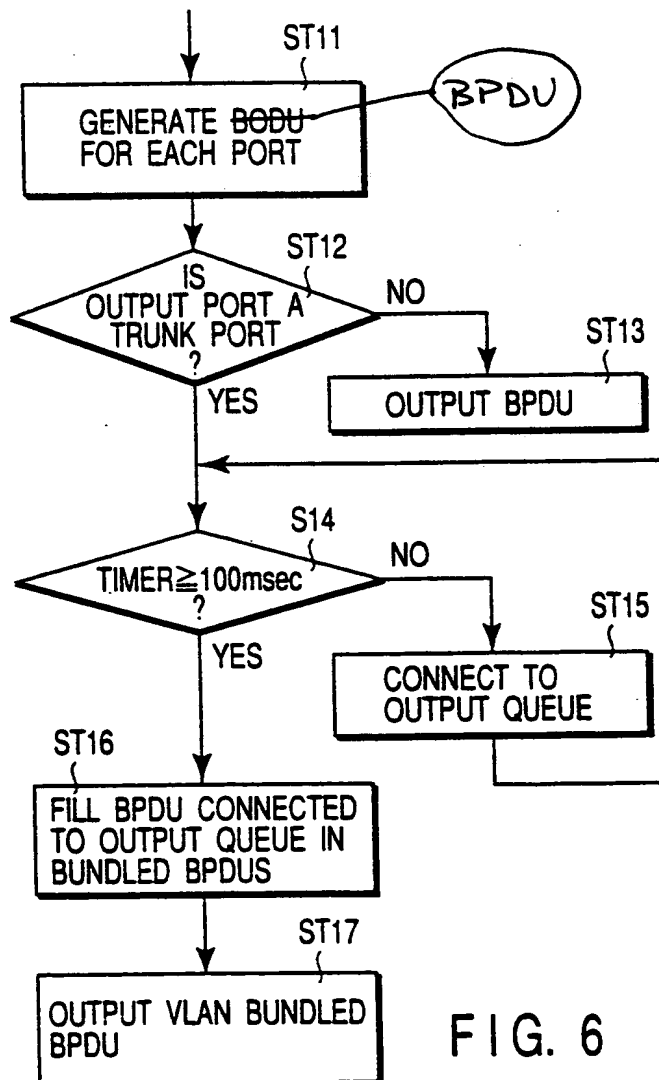 ST11
GENERATE BODU
FOR EACH PORT
BPDU
ST12
IS
OUTPUT PORT A
TRUNK PORT
?
NO
YES
ST13
OUTPUT BPDU
S14
TIMER≧100msec
?
NO
YES
ST15
CONNECT TO
OUTPUT QUEUE
ST16
FILL BPDU CONNECTED
TO OUTPUT QUEUE IN
BUNDLED BPDUS
ST17
OUTPUT VLAN BUNDLED
BPDU
FIG. 6